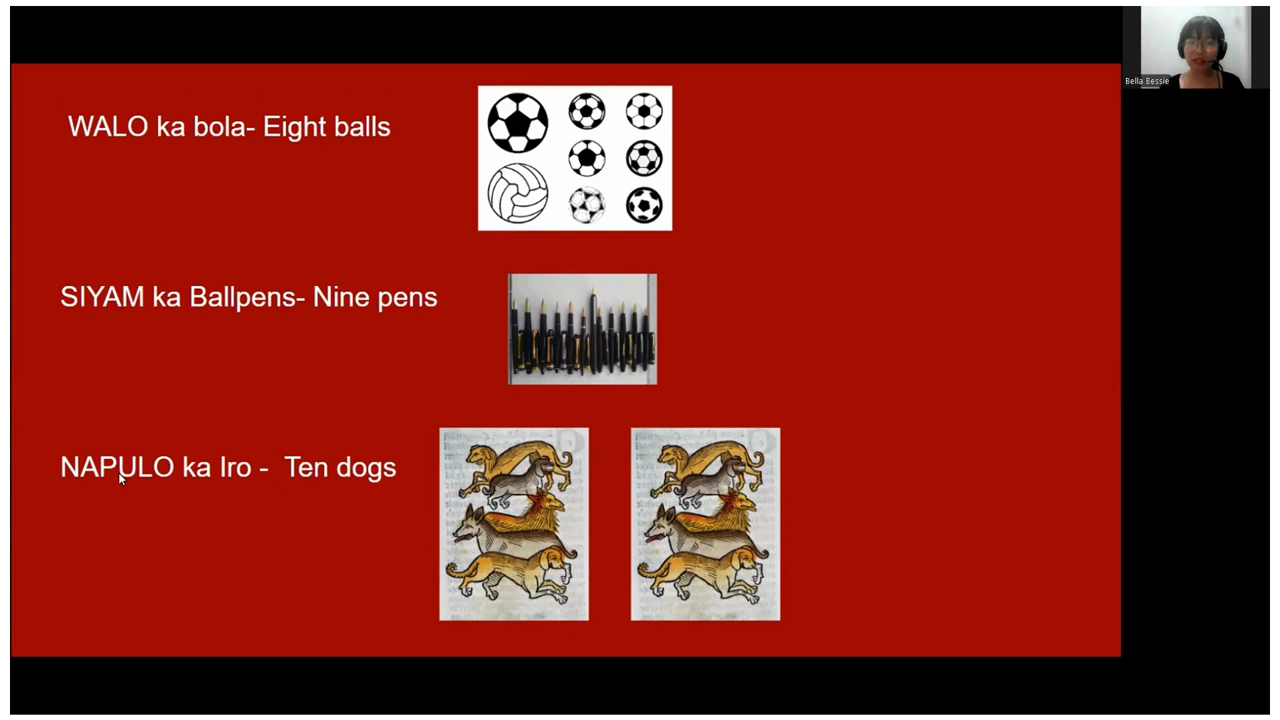 Bella Bessie
WALO ka bola- Eight balls
SIYAM ka Ballpens- Nine pens
NAPULO ka Iro - Ten dogs